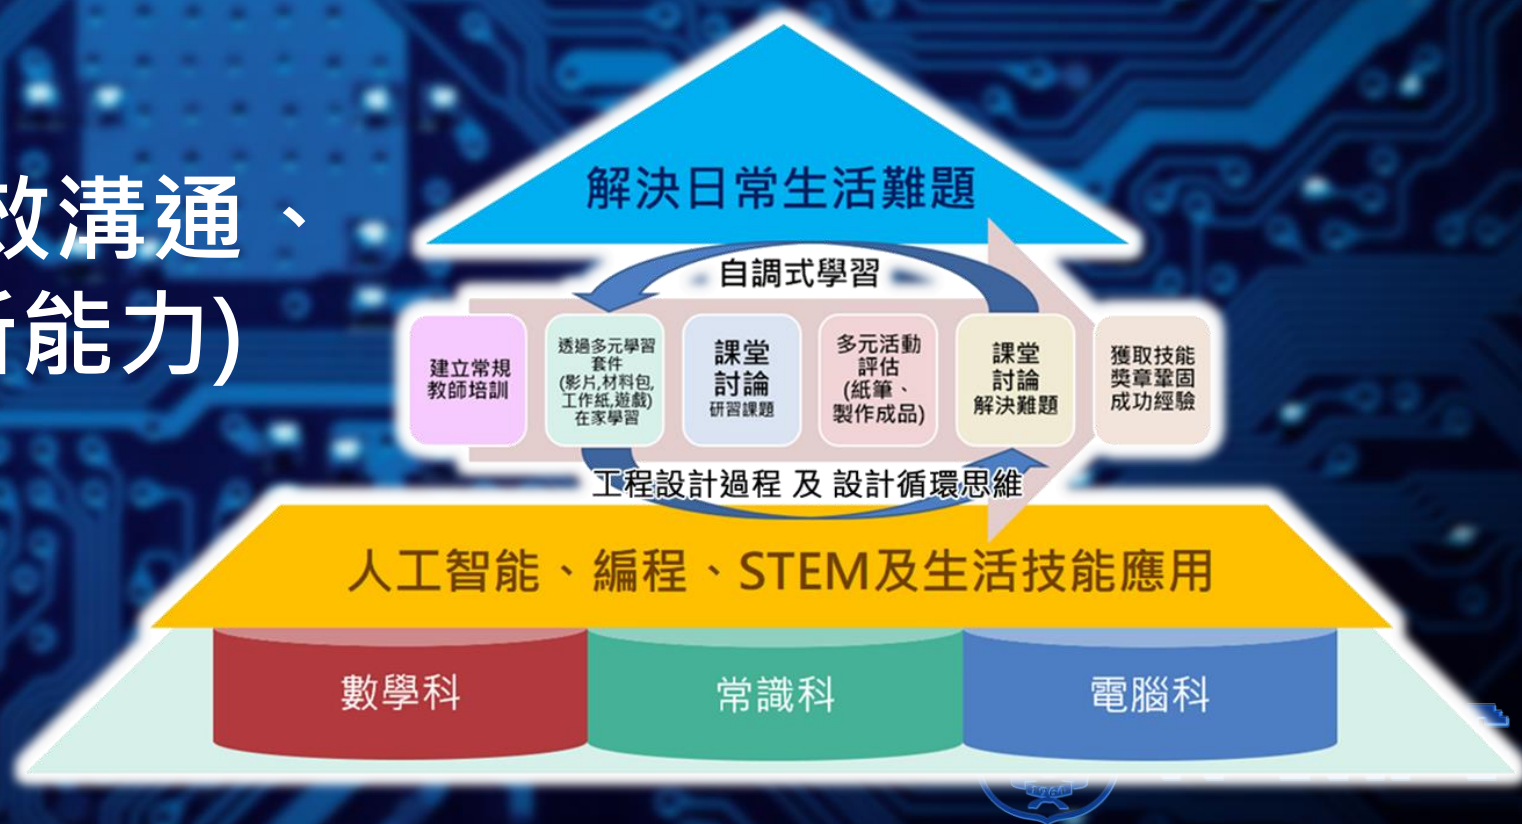 效溝通、
新能力)
解決日常生活難題
自調式學習
建立常規
教師培訓
透過多元學習
套件
(影片,材料包,
工作紙,遊戲)
在家學習
課堂
討論
研習課題
多元活動
評估
(紙筆、
製作成品)
課堂
討論
解決難題
獲取技能
獎章鞏固
成功經驗
工程設計過程 及 設計循環思維
人工智能、編程、STEM及生活技能應用
數學科
常識科
電腦科